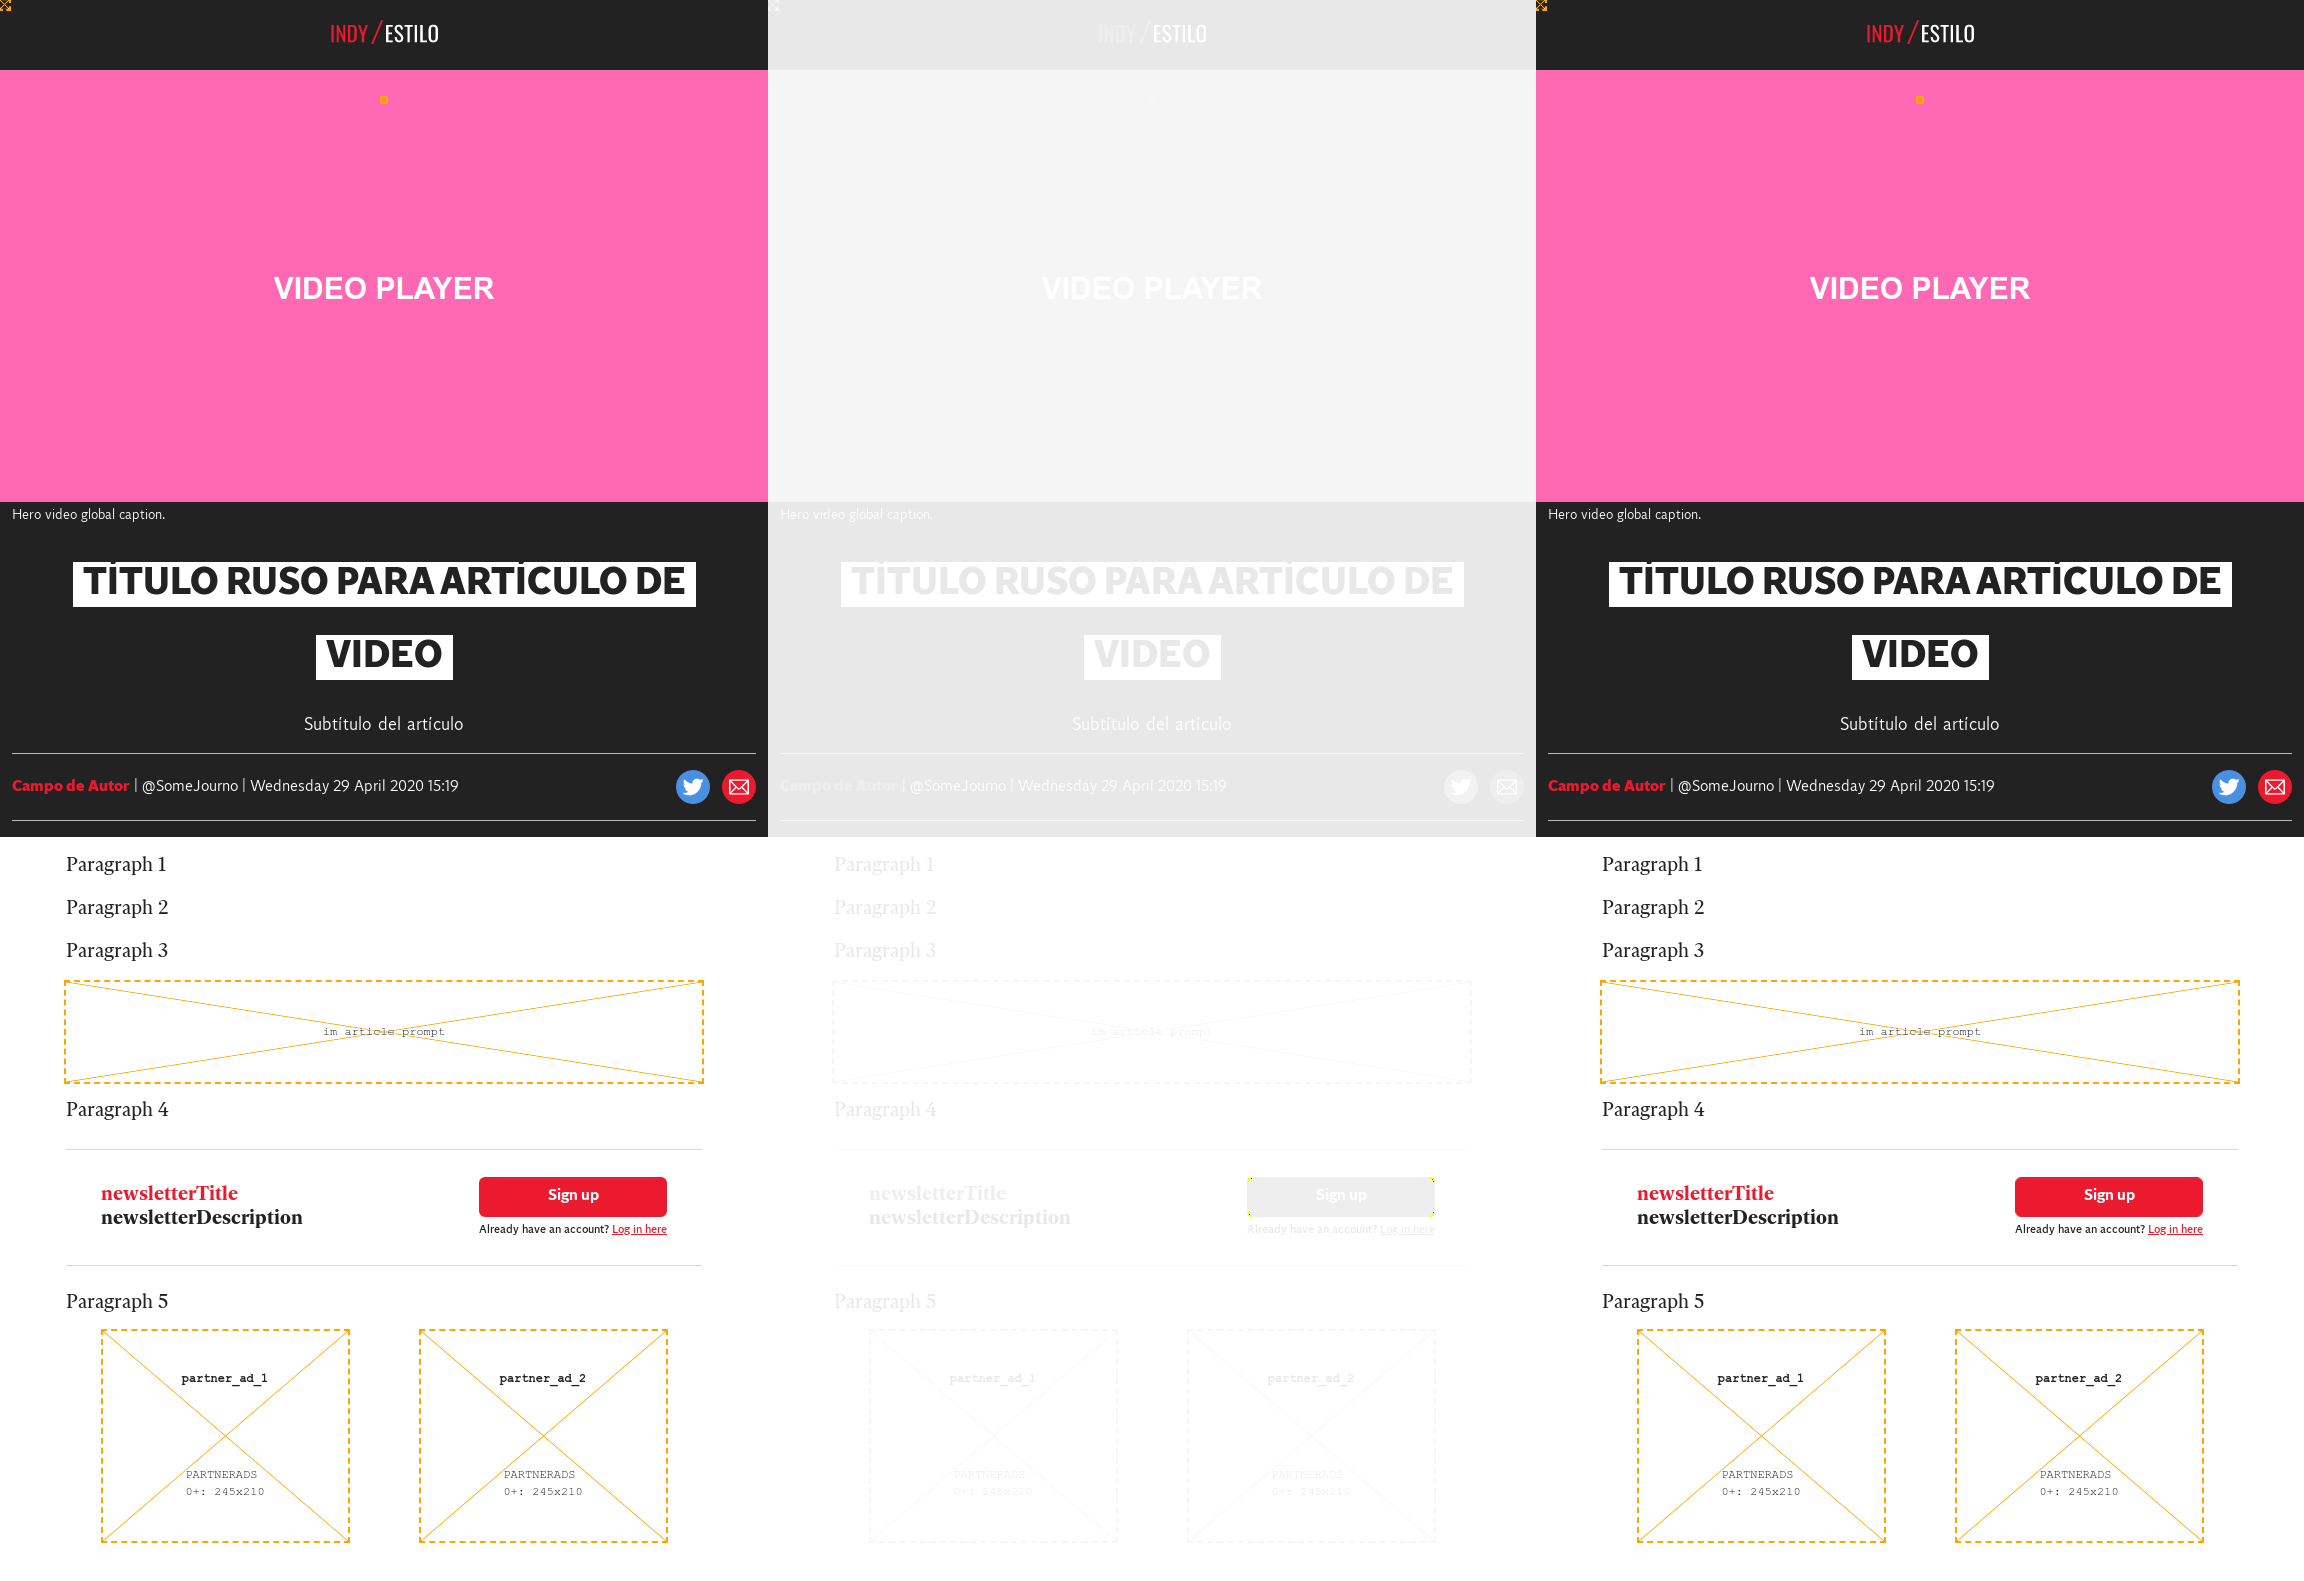 INDY/ESTILO
VIDEO PLAYER
Hero video global caption.
TÍTULO RUSO PARA ARTÍCULO DE
VIDEO
Subtítulo del artículo
Campo de Autor | @SomeJourno | Wednesday 29 April 2020 15:19
Paragraph 1
Paragraph 2
Paragraph 3
im article prompt
Paragraph 4
newsletterTitle
newsletterDescription
Sign up
Already have an account? Log in here
Paragraph 5
partner_ad_1
PARTNERADS
0+: 245x210
partner_ad_2
PARTNERADS
0+: 245x210
INDY/ESTILO
VIDEO PLAYER
Hero video global caption.
TÍTULO RUSO PARA ARTÍCULO DE
VIDEO
Subtítulo del artículo
Campo de Autor | @SomeJourno | Wednesday 29 April 2020 15:19
Paragraph 1
Paragraph 2
Paragraph 3
im article prompt
Paragraph 4
newsletterTitle
newsletterDescription
Sign up
Already have an account? Log in here
Paragraph 5
partner_ad_1
PARTNERADS
0+: 245x210
partner_ad_2
PARTNERADS
0+: 245x210
INDY/ESTILO
VIDEO PLAYER
Hero video global caption.
TÍTULO RUSO PARA ARTÍCULO DE
VIDEO
Subtítulo del artículo
Campo de Autor | @SomeJourno | Wednesday 29 April 2020 15:19
Paragraph 1
Paragraph 2
Paragraph 3
im article prompt
Paragraph 4
newsletterTitle
newsletterDescription
Sign up
Already have an account? Log in here
Paragraph 5
partner_ad_1
PARTNERADS
0+: 245x210
partner_ad_2
PARTNERADS
0+: 245x210